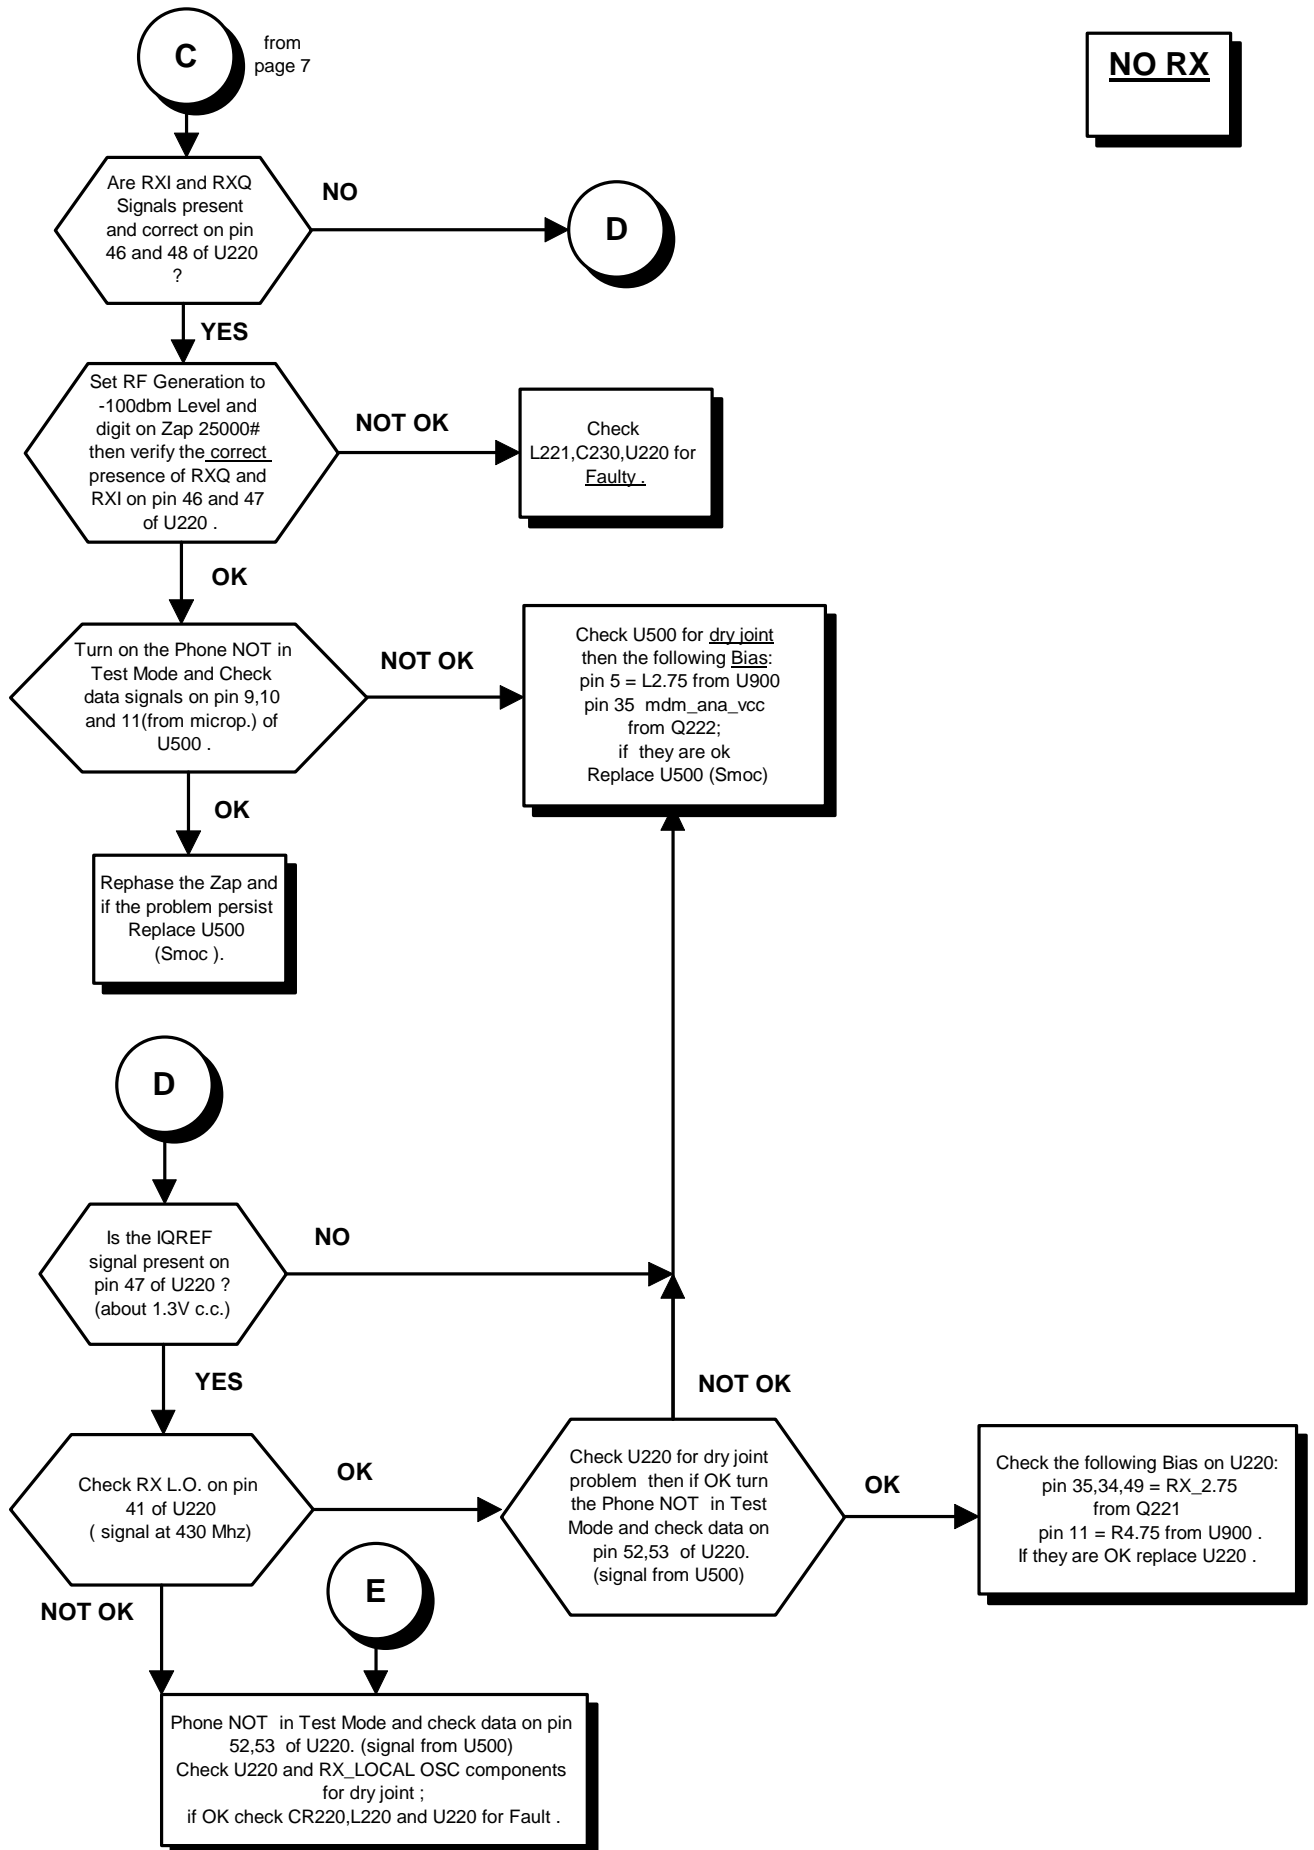 C
from
page 7
NO RX
Are RXI and RXQ
Signals present
and correct on pin
46 and 48 of U220
?
NO
D
YES
Set RF Generation to
-100dbm Level and
digit on Zap 25000#
then verify the correct
presence of RXQ and
RXI on pin 46 and 47
of U220 .
NOT OK
Check
L221,C230,U220 for
Faulty .
OK
Turn on the Phone NOT in
Test Mode and Check
data signals on pin 9,10
and 11(from microp.) of
U500 .
NOT OK
Check U500 for dry joint
then the following Bias:
pin 5 = L2.75 from U900
pin 35 mdm_ana_vcc
from Q222;
if they are ok
Replace U500 (Smoc)
OK
Rephase the Zap and
if the problem persist
Replace U500
(Smoc ).
D
Is the IQREF
signal present on
pin 47 of U220 ?
(about 1.3V c.c.)
NO
YES
NOT OK
Check RX L.O. on pin
41 of U220
( signal at 430 Mhz)
OK
Check U220 for dry joint
problem then if OK turn
the Phone NOT in Test
Mode and check data on
pin 52,53 of U220.
(signal from U500)
OK
Check the following Bias on U220:
pin 35,34,49 = RX_2.75
from Q221
pin 11 = R4.75 from U900 .
If they are OK replace U220 .
NOT OK
E
Phone NOT in Test Mode and check data on pin
52,53 of U220. (signal from U500)
Check U220 and RX_LOCAL OSC components
for dry joint ;
if OK check CR220,L220 and U220 for Fault .